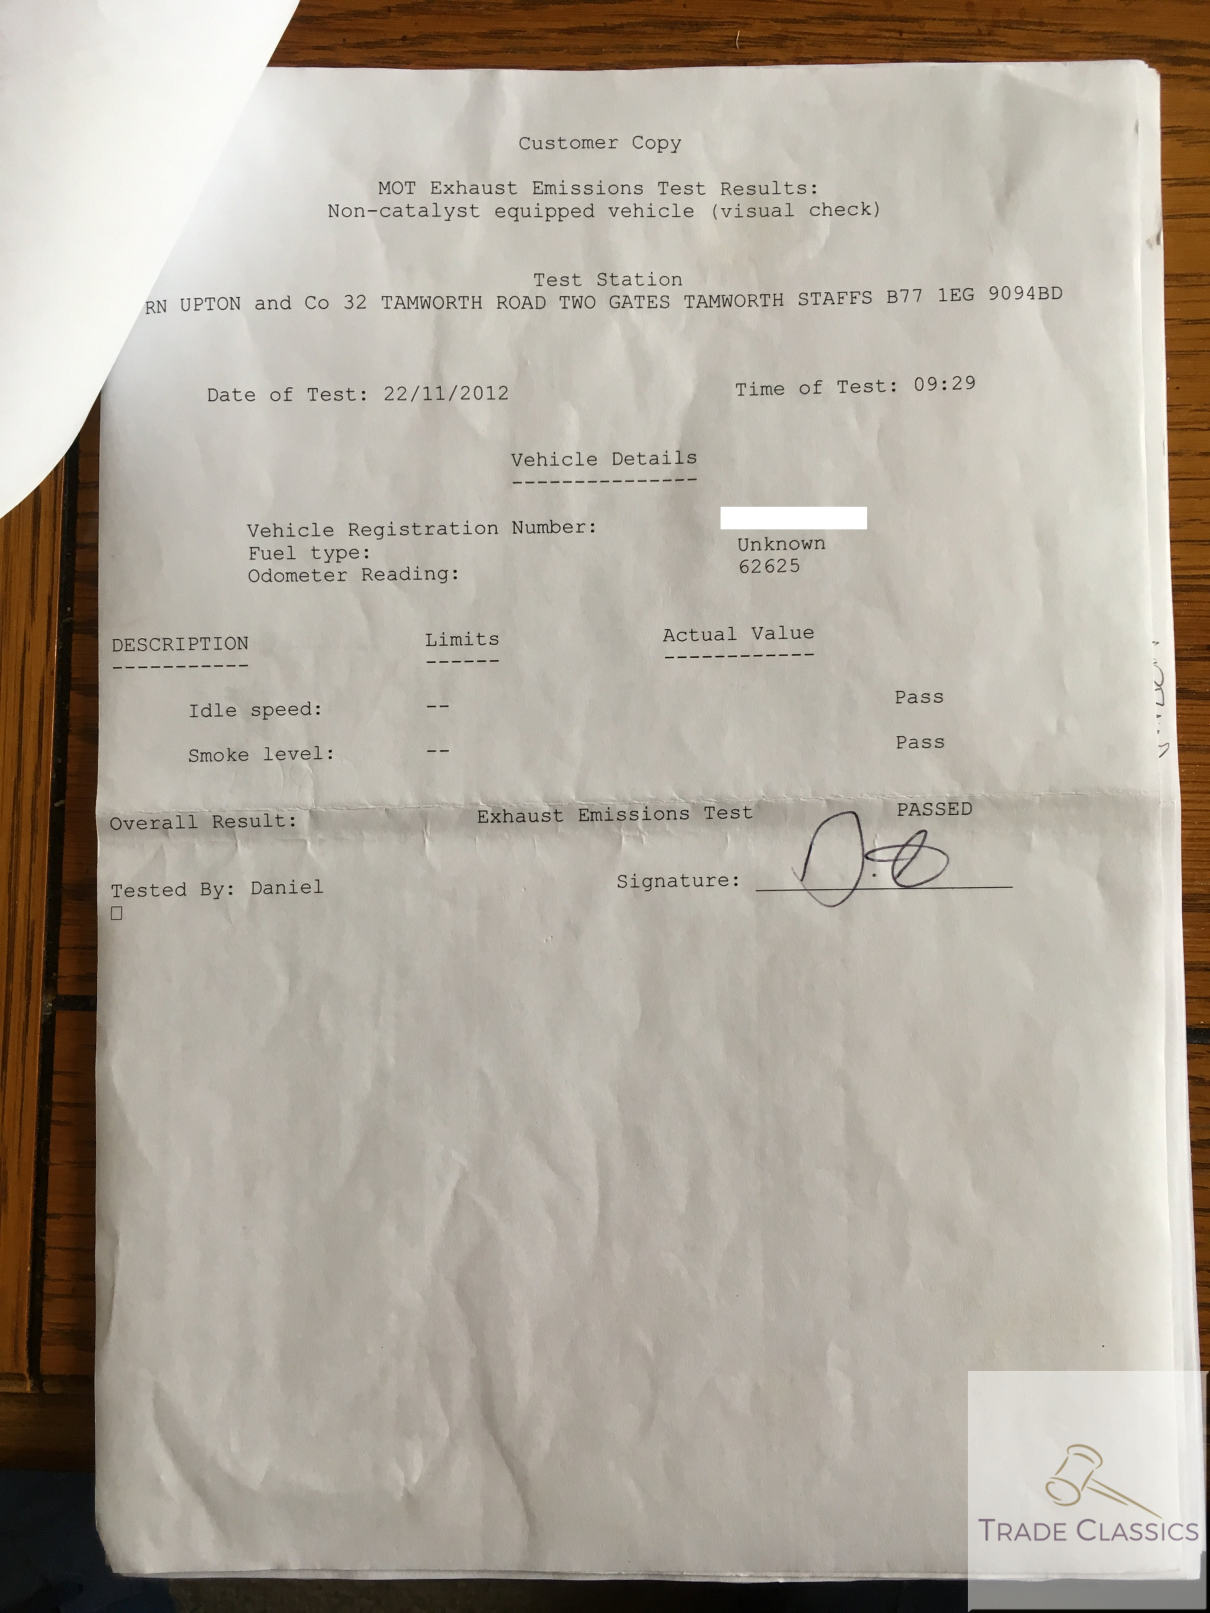 Customer Copy
MOT Exhaust Emissions Test Results:
Non-catalyst equipped vehicle (visual check)
Test Station
RN UPTON and Co 32 TAMWORTH ROAD TWO GATES TAMWORTH STAFFS B77 1EG 9094BD
Date of Test: 22/11/2012 Time of Test: 09:29
Vehicle Details
---------------
Vehicle Registration Number:
Fuel type: Unknown
Odometer Reading: 62625
DESCRIPTION Limits Actual Value
----------- ------ ------------
Idle speed: -- Pass
Smoke level: -- Pass
Overall Result: Exhaust Emissions Test PASSED
Tested By: Daniel Signature:
TRADE CLASSICS